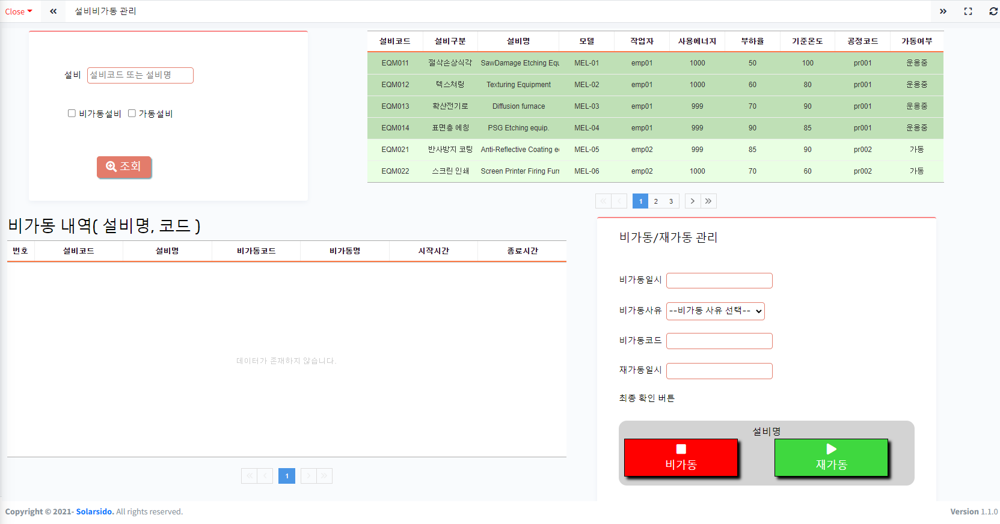 Close 설비비가동 관리
설비 설비코드 또는 설비명
비가동설비 가동설비
조회
설비코드 설비구분 설비명 모델 작업자 사용에너지 부하율 기준온도 공정코드 가동여부
EQM011 절삭손상식각 SawDamage Etching Equ MEL-01 emp01 1000 50 100 pr001 운용중
EQM012 텍스쳐링 Texturing Equipment MEL-02 emp01 1000 60 80 pr001 운용중
EQM013 확산전기로 Diffusion furnace MEL-03 emp01 999 70 90 pr001 운용중
EQM014 표면층 에칭 PSG Etching equip. MEL-04 emp01 999 90 85 pr001 운용중
EQM021 반사방지 코팅 Anti-Reflective Coating e MEL-05 emp02 999 85 90 pr002 가동
EQM022 스크린 인쇄 Screen Printer Firing Furr MEL-06 emp02 1000 70 60 pr002 가동
1 2 3
비가동 내역( 설비명, 코드 )
번호 설비코드 설비명 비가동코드 비가동명 시작시간 종료시간
데이터가 존재하지 않습니다.
1
비가동/재가동 관리
비가동일시
비가동사유 --비가동 사유 선택--
비가동코드
재가동일시
최종 확인 버튼
설비명
비가동 재가동
Copyright © 2021- Solarsido. All rights reserved. Version 1.1.0